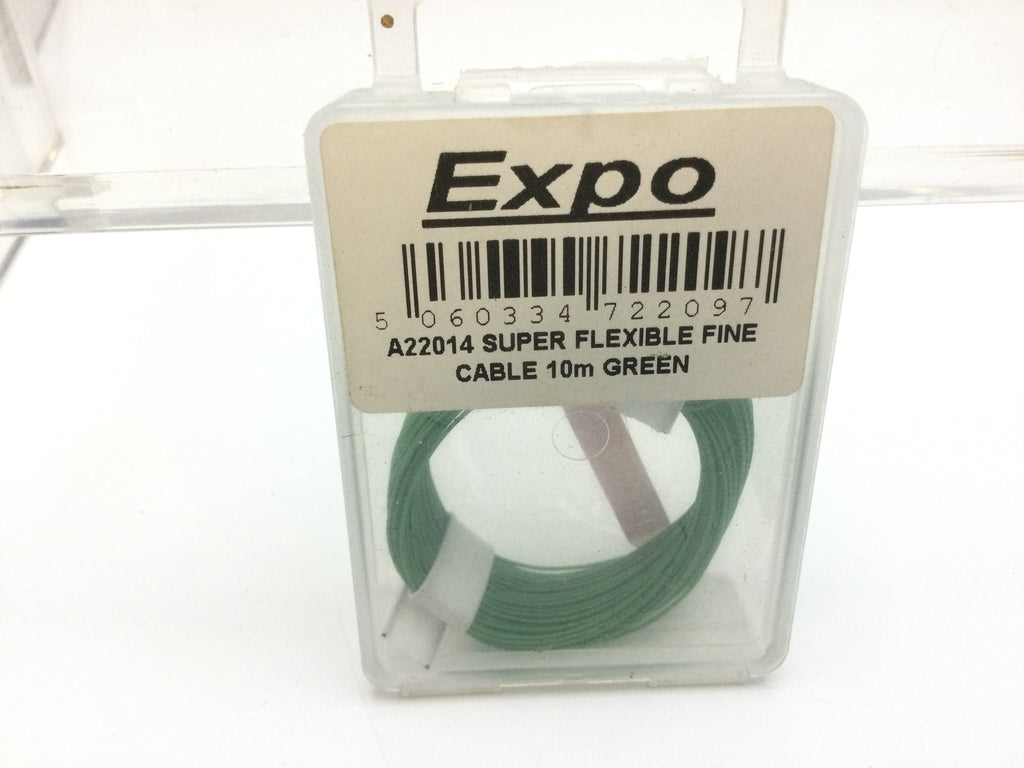 Expo
5 060334 722097
A22014 SUPER FLEXIBLE FINE
CABLE 10m GREEN